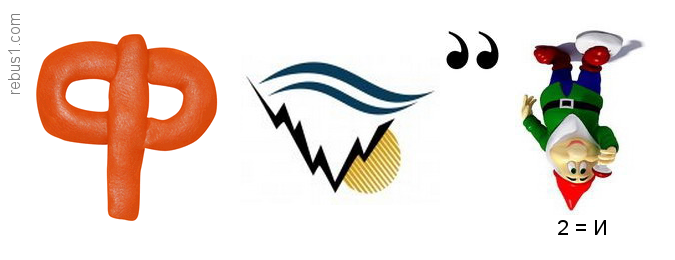 rebus1.com
Ф
,,
2 = И